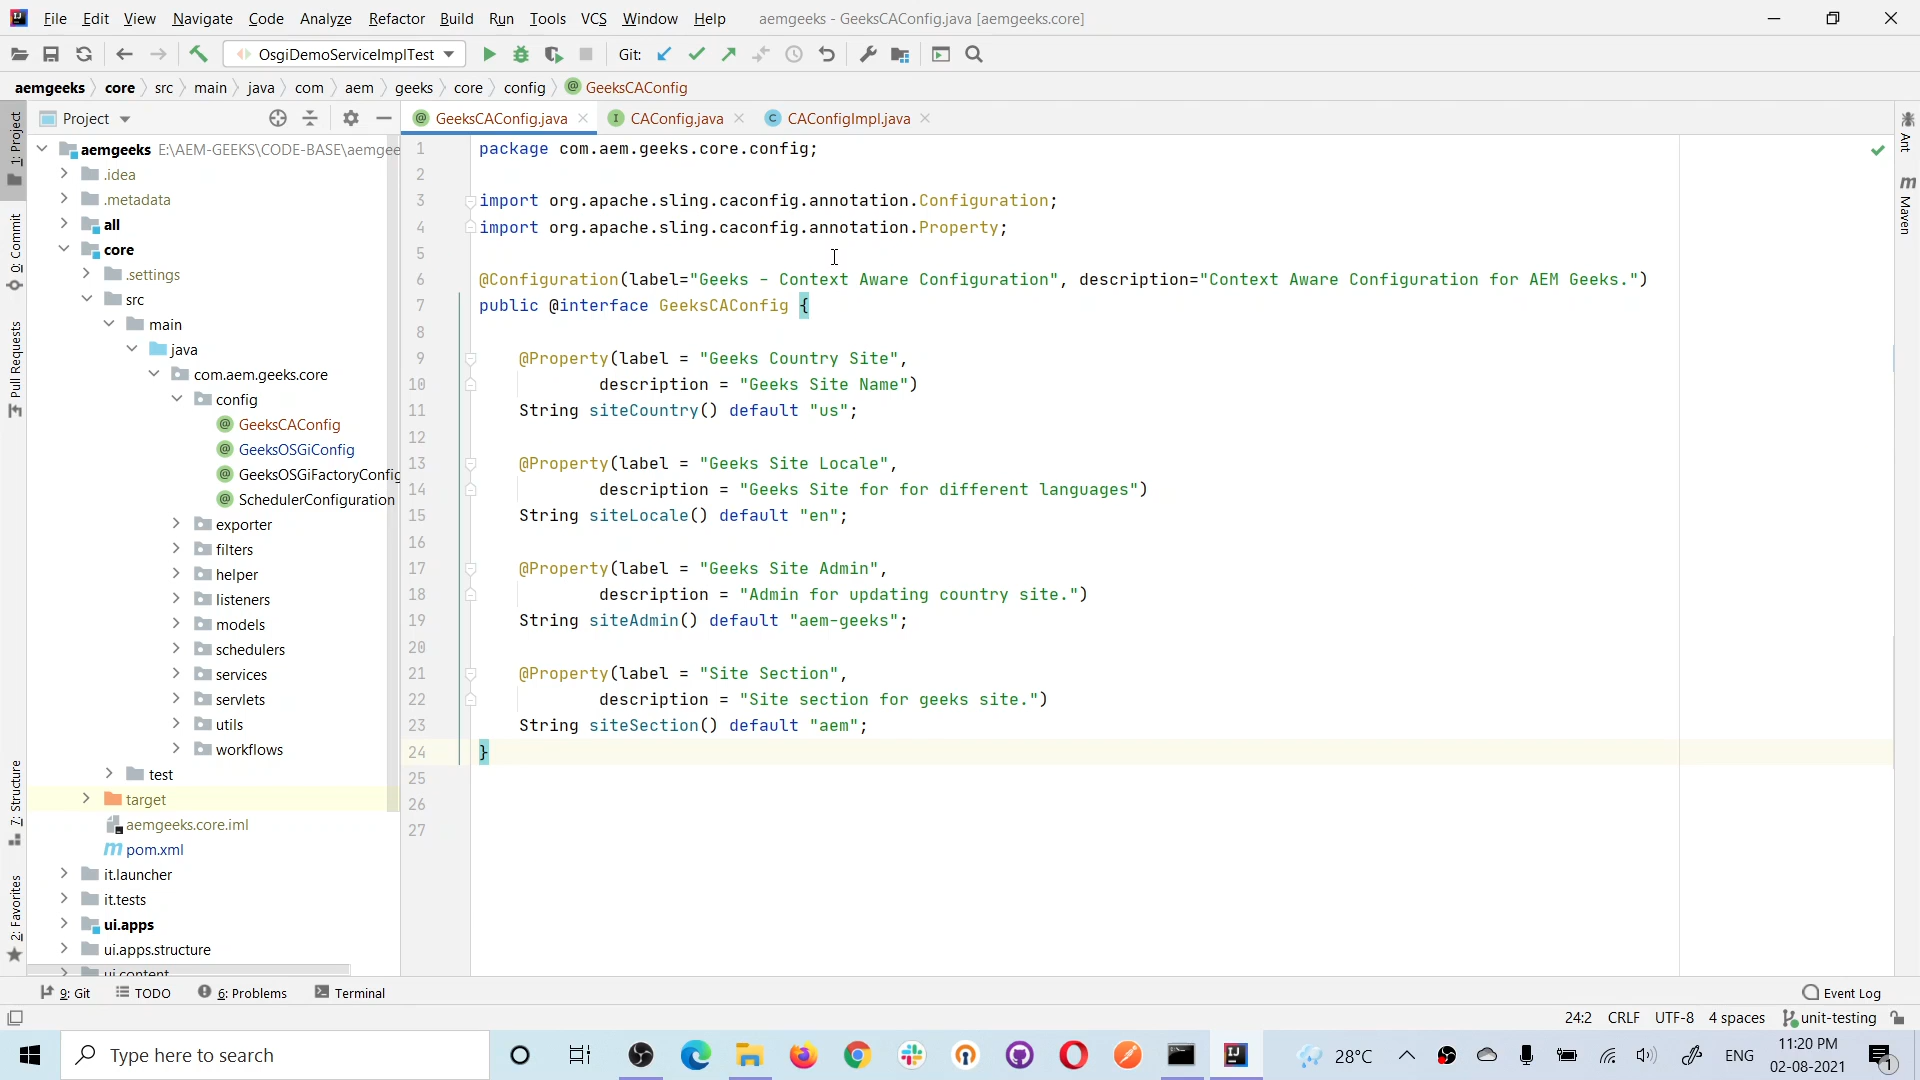 File Edit View Navigate Code Analyze Refactor Build Run Tools VCS Window Help aemgeeks - GeeksCAConfig.java [aemgeeks.core]
OsgiDemoServiceImplTest Git:
aemgeeks core src main java com aem geeks core config GeeksCAConfig
Project
GeeksCAConfig.java CAConfig.java CAConfigImpl.java
1: Project
0: Commit
Pull Requests
7: Structure
2: Favorites
aemgeeks E:\AEM-GEEKS\CODE-BASE\aemgee
.idea
.metadata
all
core
.settings
src
main
java
com.aem.geeks.core
config
GeeksCAConfig
GeeksOSGiConfig
GeeksOSGiFactoryConfig
SchedulerConfiguration
exporter
filters
helper
listeners
models
schedulers
services
servlets
utils
workflows
test
target
aemgeeks.core.iml
pom.xml
it.launcher
it.tests
ui.apps
ui.apps.structure
ui.content
1 package com.aem.geeks.core.config;
2
3 import org.apache.sling.caconfig.annotation.Configuration;
4 import org.apache.sling.caconfig.annotation.Property;
5
6 @Configuration(label="Geeks - Context Aware Configuration", description="Context Aware Configuration for AEM Geeks.")
7 public @interface GeeksCAConfig {
8
9 @Property(label = "Geeks Country Site",
10 description = "Geeks Site Name")
11 String siteCountry() default "us";
12
13 @Property(label = "Geeks Site Locale",
14 description = "Geeks Site for for different languages")
15 String siteLocale() default "en";
16
17 @Property(label = "Geeks Site Admin",
18 description = "Admin for updating country site.")
19 String siteAdmin() default "aem-geeks";
20
21 @Property(label = "Site Section",
22 description = "Site section for geeks site.")
23 String siteSection() default "aem";
24 }
25
26
27
Ant
Maven
9: Git TODO 6: Problems Terminal Event Log
24:2 CRLF UTF-8 4 spaces unit-testing
Type here to search 28°C ENG 11:20 PM
02-08-2021
1